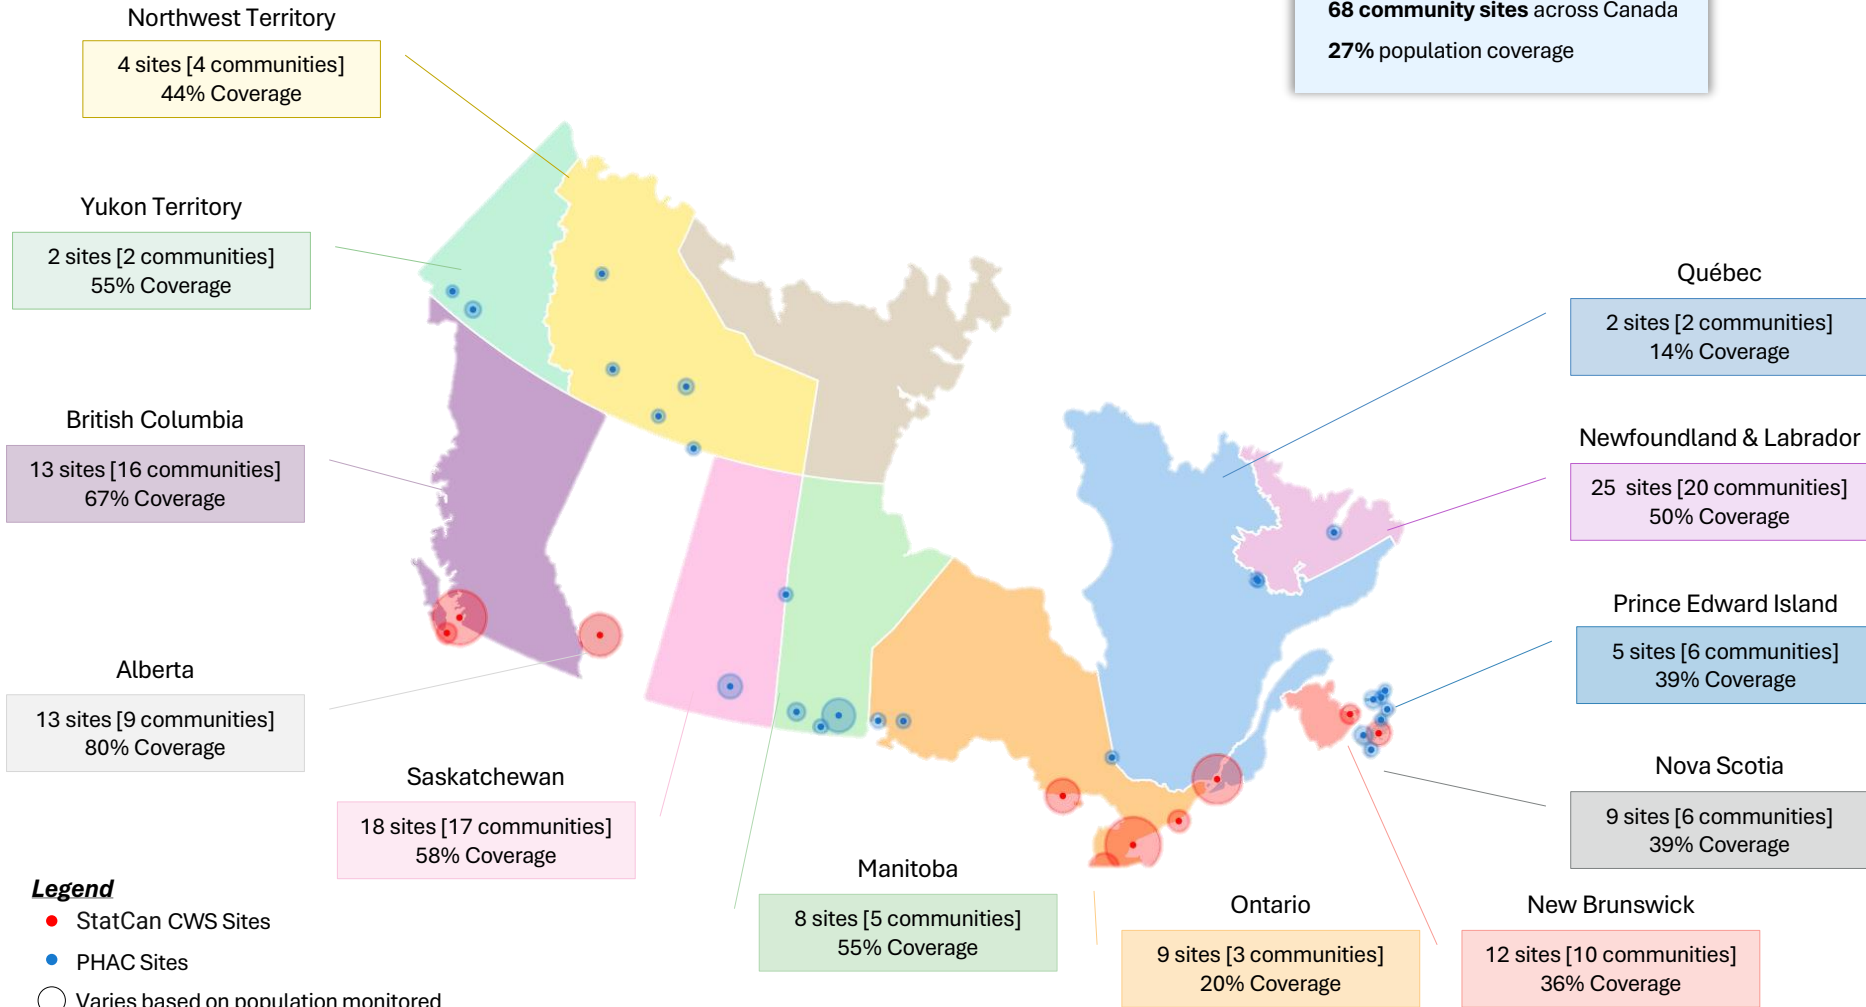 68 community sites across Canada
27% population coverage
Northwest Territory
4 sites [4 communities]
44% Coverage
Yukon Territory
2 sites [2 communities]
55% Coverage
British Columbia
13 sites [16 communities]
67% Coverage
Alberta
13 sites [9 communities]
80% Coverage
Saskatchewan
18 sites [17 communities]
58% Coverage
Manitoba
8 sites [5 communities]
55% Coverage
Ontario
9 sites [3 communities]
20% Coverage
New Brunswick
12 sites [10 communities]
36% Coverage
Québec
2 sites [2 communities]
14% Coverage
Newfoundland & Labrador
25 sites [20 communities]
50% Coverage
Prince Edward Island
5 sites [6 communities]
39% Coverage
Nova Scotia
9 sites [6 communities]
39% Coverage
Legend
StatCan CWS Sites
PHAC Sites
Varies based on population monitored